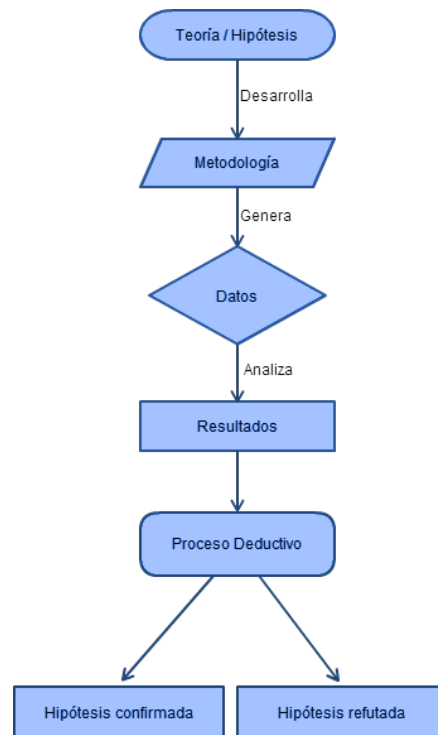 Teoría / Hipótesis
Desarrolla
Metodología
Genera
Datos
Analiza
Resultados
Proceso Deductivo
Hipótesis confirmada
Hipótesis refutada